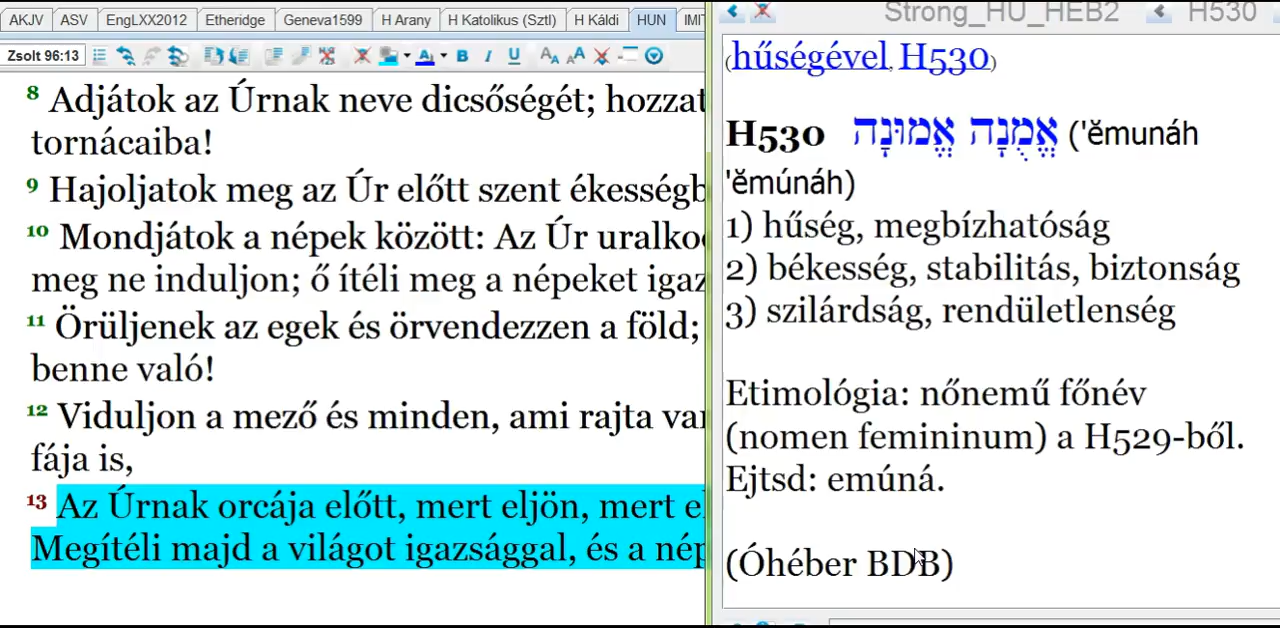 AKJV ASV EngLXX2012 Etheridge Geneva1599 H Arany H Katolikus (Sztl) H Káldi HUN
Zsolt 96:13
8 Adjátok az Úrnak neve dicsőségét; hozzat
tornácaiba!
9 Hajoljatok meg az Úr előtt szent ékességb
10 Mondjátok a népek között: Az Úr uralko
meg ne induljon; ő ítéli meg a népeket igaz
11 Örüljenek az egek és örvendezzen a föld;
benne való!
12 Viduljon a mező és minden, ami rajta va
fája is,
13 Az Úrnak orcája előtt, mert eljön, mert el
Megítéli majd a világot igazsággal, és a nép
Strong_HU_HEB2 H530
(hűségével, H530)
H530 אֱמֻנָה אֱמוּנָה ('ĕmunáh
'ĕmúnáh)
1) hűség, megbízhatóság
2) békesség, stabilitás, biztonság
3) szilárdság, rendületlenség
Etimológia: nőnemű főnév
(nomen femininum) a H529-ből.
Ejtsd: emúná.
(Óhéber BDB)